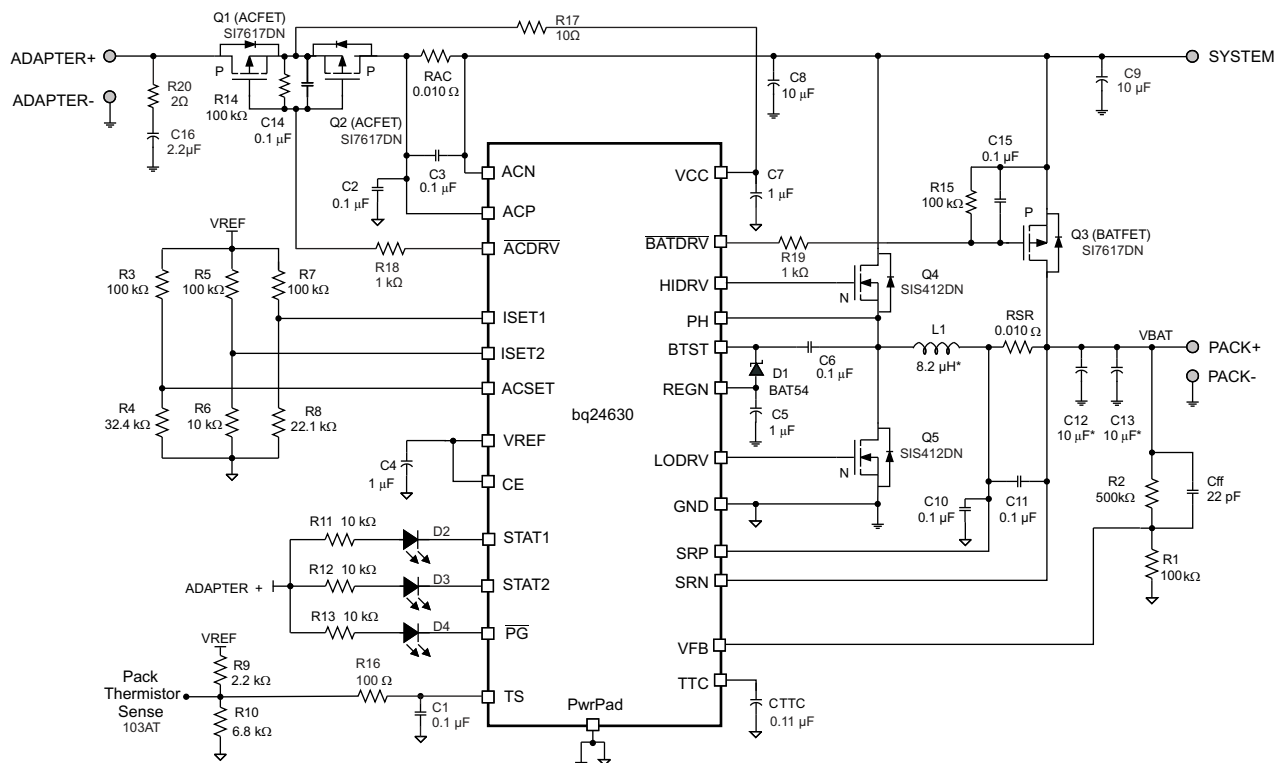 Q1 (ACFET)
SI7617DN
R17
10Ω
ADAPTER+
P
P
RAC
0.010 Ω
SYSTEM
R20
2Ω
R14
100 kΩ
C14
0.1 µF
Q2 (ACFET)
SI7617DN
C8
10 µF
C9
10 µF
ADAPTER-
C16
2.2µF
C3
0.1 µF
C2
0.1 µF
ACN
ACP
ACDRV
VCC
C7
1 µF
C15
0.1 µF
R15
100 kΩ
P
Q3 (BATFET)
SI7617DN
BATDRV
R19
1 kΩ
VREF
R18
1 kΩ
R3
100 kΩ
R5
100 kΩ
R7
100 kΩ
HIDRV
N
Q4
SIS412DN
ISET1
PH
ISET2
BTST
C6
0.1 µF
L1
8.2 µH*
RSR
0.010 Ω
VBAT
PACK+
PACK-
ACSET
REGN
D1
BAT54
R4
32.4 kΩ
R6
10 kΩ
R8
22.1 kΩ
bq24630
C5
1 µF
C12
10 µF*
C13
10 µF*
VREF
LODRV
N
Q5
SIS412DN
C4
1 µF
CE
GND
C10
0.1 µF
C11
0.1 µF
R2
500kΩ
Cff
22 pF
R11 10 kΩ
D2
STAT1
SRP
R12 10 kΩ
D3
STAT2
SRN
R1
100kΩ
ADAPTER +
R13 10 kΩ
D4
PG
VFB
VREF
R9
2.2 kΩ
R16
100 Ω
TTC
Pack
Thermistor
Sense
103AT
TS
PwrPad
CTTC
0.11 µF
R10
6.8 kΩ
C1
0.1 µF